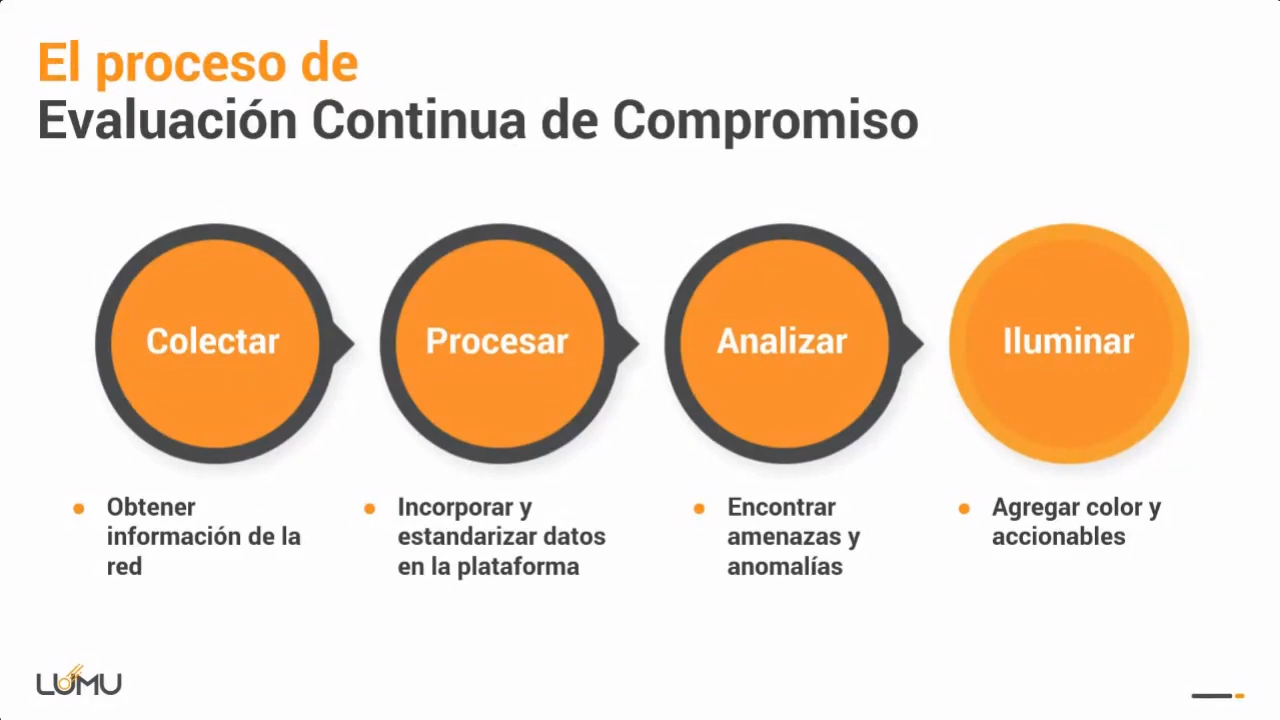 El proceso de
Evaluación Continua de Compromiso
Colectar
Procesar
Analizar
Iluminar
Obtener
información de la
red
Incorporar y
estandarizar datos
en la plataforma
Encontrar
amenazas y
anomalías
Agregar color y
accionables
LUMU